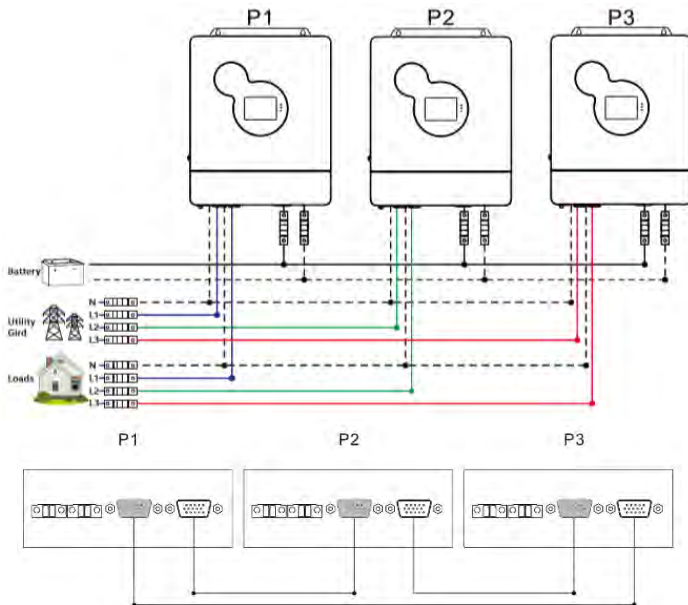 P1 P2 P3
Battery
N
Utility
Gird
L1
L2
L3
N
Loads
L1
L2
L3
P1 P2 P3